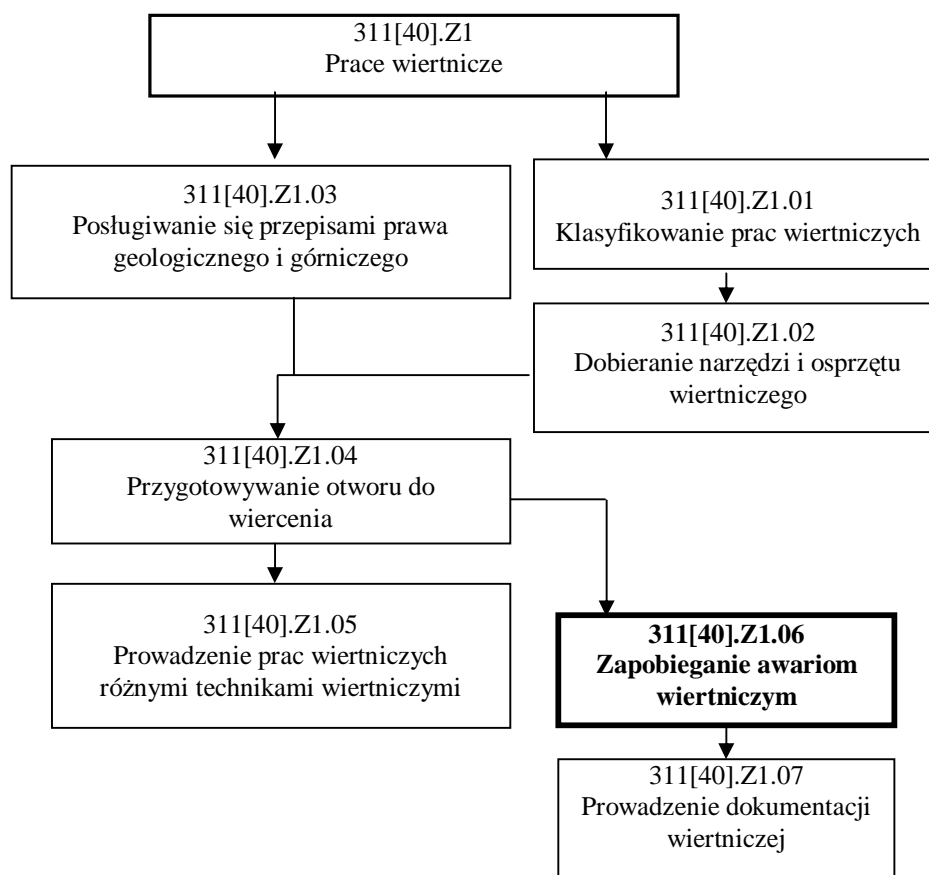 311[40].Z1
Prace wiertnicze
311[40].Z1.03
Posługiwanie się przepisami prawa
geologicznego i górniczego
311[40].Z1.01
Klasyfikowanie prac wiertniczych
311[40].Z1.02
Dobieranie narzędzi i osprzętu
wiertniczego
311[40].Z1.04
Przygotowywanie otworu do
wiercenia
311[40].Z1.05
Prowadzenie prac wiertniczych
różnymi technikami wiertniczymi
311[40].Z1.06
Zapobieganie awariom
wiertniczym
311[40].Z1.07
Prowadzenie dokumentacji
wiertniczej